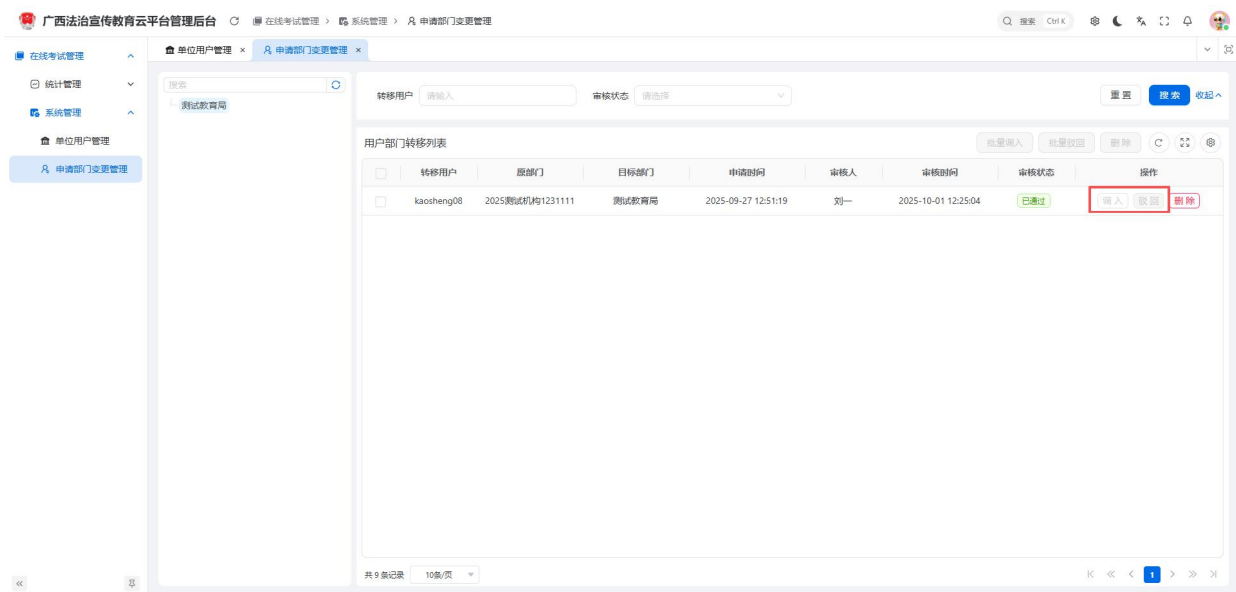 广西法治宣传教育云平台管理后台 在线考试管理 > 系统管理 > 申请部门变更管理 搜索 Ctrl K
在线考试管理
单位用户管理 × 申请部门变更管理 ×
统计管理
系统管理
单位用户管理
申请部门变更管理
搜索
测试教育局
转移用户 请输入 审核状态 请选择 重置 搜索 收起
用户部门转移列表 批量调入 批量驳回 删除
转移用户 原部门 目标部门 申请时间 审核人 审核时间 审核状态 操作
kaosheng08 2025测试机构1231111 测试教育局 2025-09-27 12:51:19 刘一 2025-10-01 12:25:04 已通过 调入 驳回 删除
共 9 条记录 10条/页 1